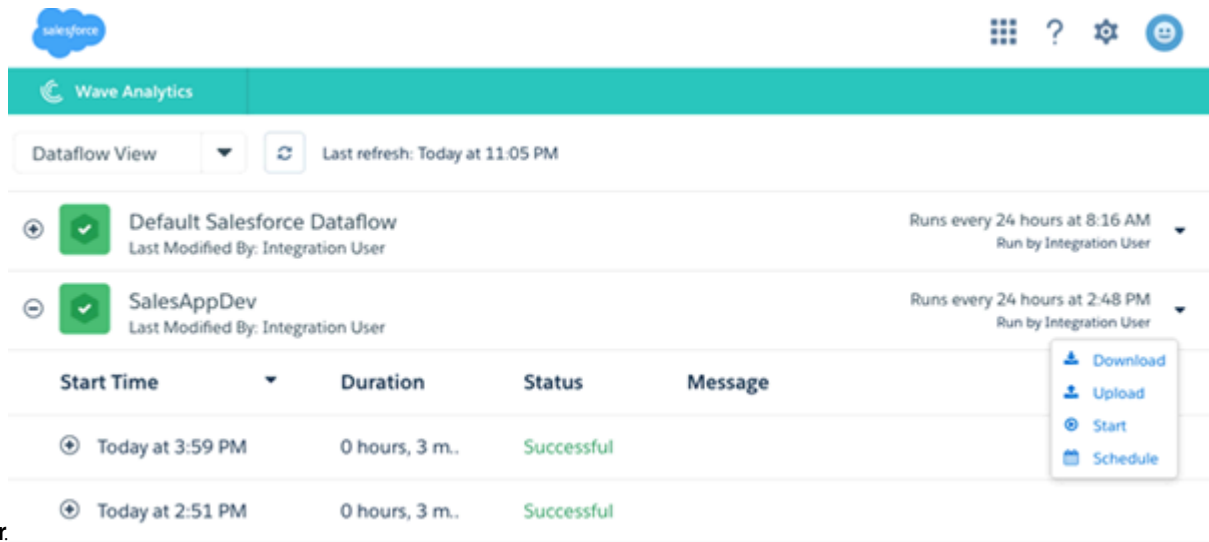 salesforce
?
Wave Analytics
Dataflow View
Last refresh: Today at 11:05 PM
Default Salesforce Dataflow
Last Modified By: Integration User
Runs every 24 hours at 8:16 AM
Run by Integration User
SalesAppDev
Last Modified By: Integration User
Runs every 24 hours at 2:48 PM
Run by Integration User
Download
Upload
Start
Schedule
Start Time Duration Status Message
Today at 3:59 PM 0 hours, 3 m.. Successful
Today at 2:51 PM 0 hours, 3 m.. Successful
r.